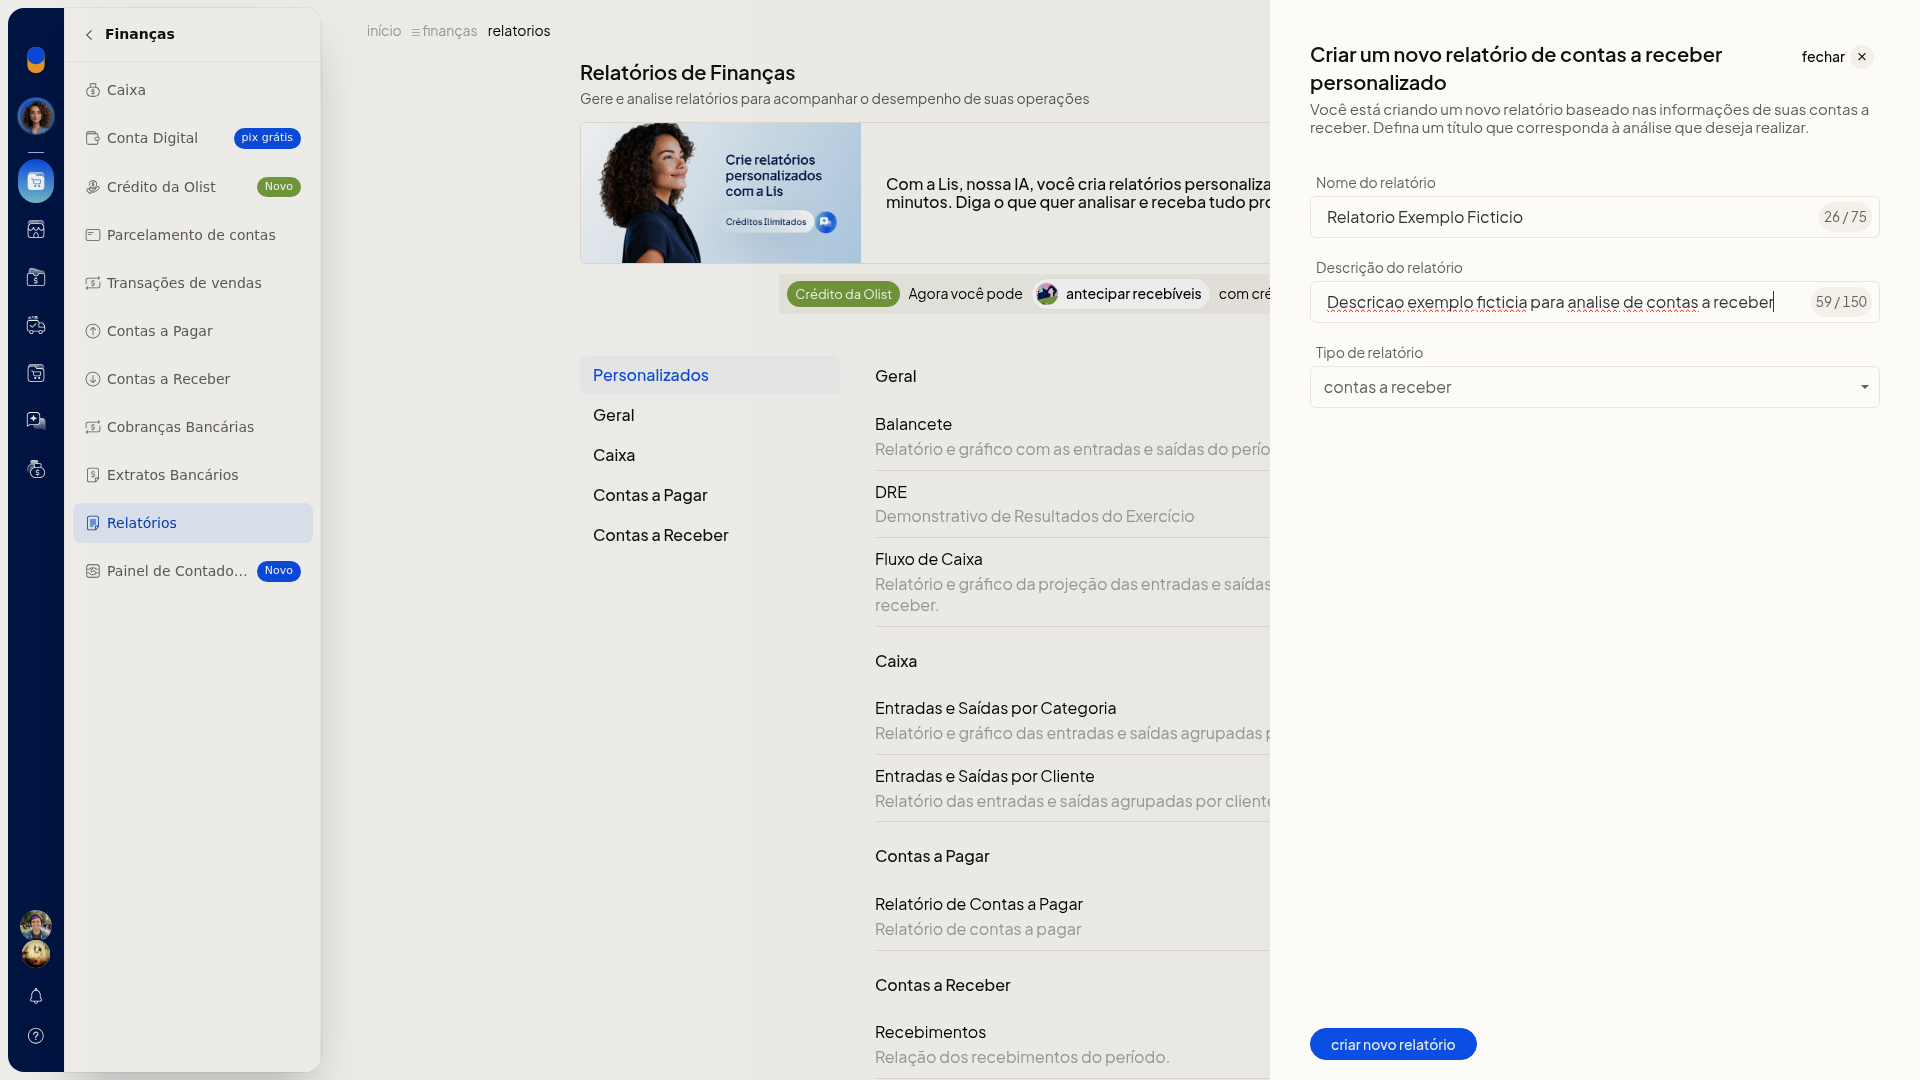 Finanças
Caixa
Conta Digital
pix grátis
Crédito da Olist
Novo
Parcelamento de contas
Transações de vendas
Contas a Pagar
Contas a Receber
Cobranças Bancárias
Extratos Bancários
Relatórios
Painel de Contado...
Novo
início
finanças
relatorios
Relatórios de Finanças
Gere e analise relatórios para acompanhar o desempenho de suas operações
Crie relatórios
personalizados
com a Lis
Créditos Ilimitados
Com a Lis, nossa IA, você cria relatórios personaliza
minutos. Diga o que quer analisar e receba tudo pro
Crédito da Olist
Agora você pode
antecipar recebíveis
com cré
Personalizados
Geral
Caixa
Contas a Pagar
Contas a Receber
Geral
Balancete
Relatório e gráfico com as entradas e saídas do perío
DRE
Demonstrativo de Resultados do Exercício
Fluxo de Caixa
Relatório e gráfico da projeção das entradas e saídas
receber.
Caixa
Entradas e Saídas por Categoria
Relatório e gráfico das entradas e saídas agrupadas p
Entradas e Saídas por Cliente
Relatório das entradas e saídas agrupadas por cliente
Contas a Pagar
Relatório de Contas a Pagar
Relatório de contas a pagar
Contas a Receber
Recebimentos
Relação dos recebimentos do período.
Criar um novo relatório de contas a receber
personalizado
fechar
Você está criando um novo relatório baseado nas informações de suas contas a
receber. Defina um título que corresponda à análise que deseja realizar.
Nome do relatório
Relatorio Exemplo Ficticio
26 / 75
Descrição do relatório
Descricao exemplo ficticia para analise de contas a receber
59 / 150
Tipo de relatório
contas a receber
criar novo relatório